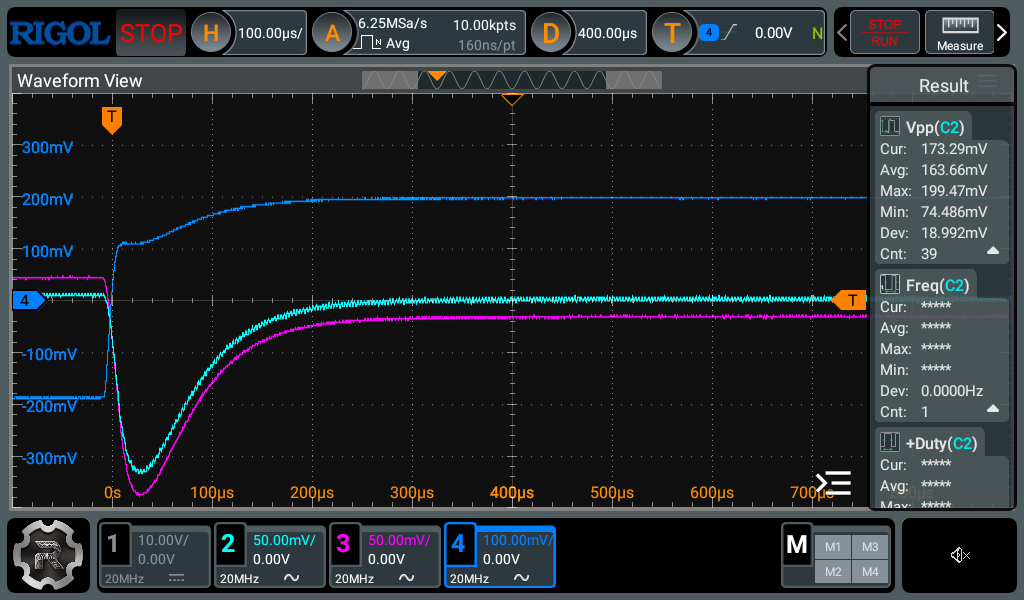 RIGOL STOP H 100.00μs/ A 6.25MSa/s 10.00kpts D 400.00μs T 4 0.00V N STOP
N Avg 160ns/pt RUN Measure
Waveform View
Result
T
Vpp(C2)
Cur: 173.29mV
Avg: 163.66mV
Max: 199.47mV
Min: 74.486mV
Dev: 18.992mV
Cnt: 39
Freq(C2)
Cur: *****
Avg: *****
Max: *****
Min: *****
Dev: 0.0000Hz
Cnt: 1
+Duty(C2)
Cur: *****
Avg: *****
Max: *****
300mV
200mV
100mV
4
T
-100mV
-200mV
-300mV
0s 100μs 200μs 300μs 400μs 500μs 600μs 700μs
R
1 10.00V/
0.00V
20MHz
2 50.00mV/
0.00V
20MHz
3 50.00mV/
0.00V
20MHz
4 100.00mV/
0.00V
20MHz
M M1 M3
M2 M4